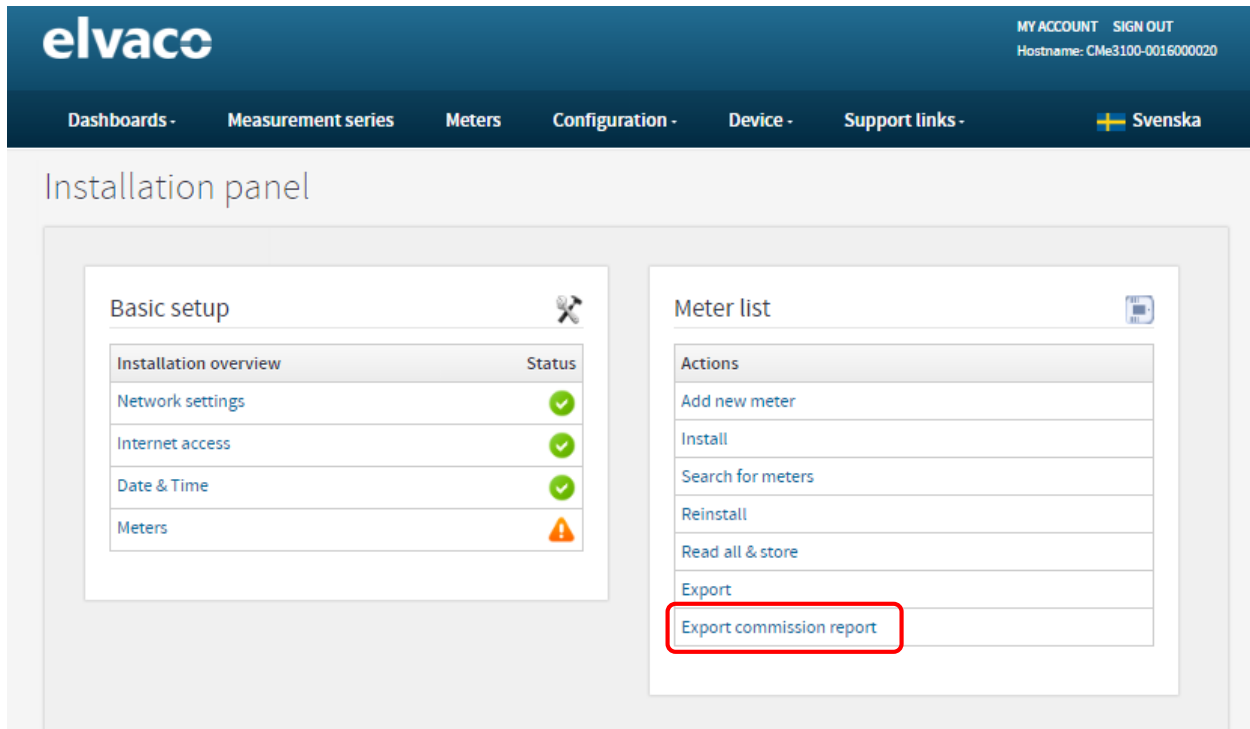 elvaco
MY ACCOUNT SIGN OUT
Hostname: CMe3100-0016000020
Dashboards - Measurement series Meters Configuration - Device - Support links - Svenska
Installation panel
Basic setup
Installation overview Status
Network settings
Internet access
Date & Time
Meters
Meter list
Actions
Add new meter
Install
Search for meters
Reinstall
Read all & store
Export
Export commission report